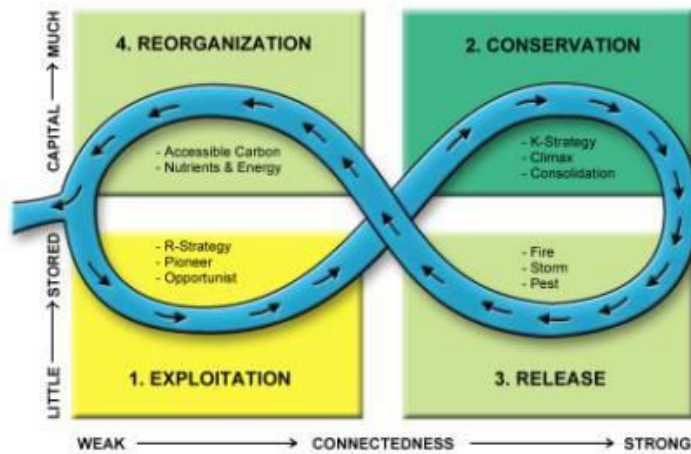 4. REORGANIZATION
2. CONSERVATION
- Accessible Carbon
- Nutrients & Energy
- K-Strategy
- Climax
- Consolidation
- R-Strategy
- Pioneer
- Opportunist
- Fire
- Storm
- Pest
1. EXPLOITATION
3. RELEASE
LITTLE STORED CAPITAL MUCH
WEAK CONNECTEDNESS STRONG